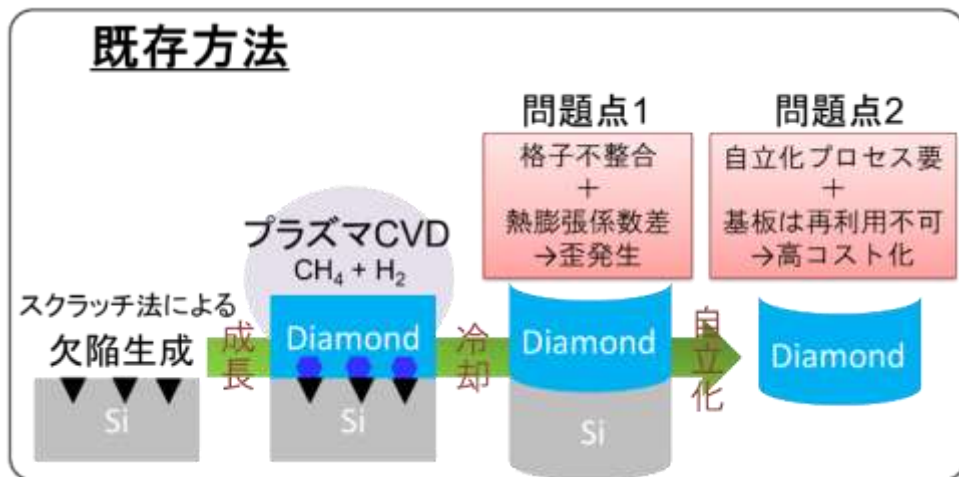 既存方法
問題点1
格子不整合
+
熱膨張係数差
→歪発生
問題点2
自立化プロセス要
+
基板は再利用不可
→高コスト化
プラズマCVD
CH₄ + H₂
スクラッチ法による
欠陥生成
Si
成長
Diamond
Si
冷却
Diamond
Si
自立化
Diamond